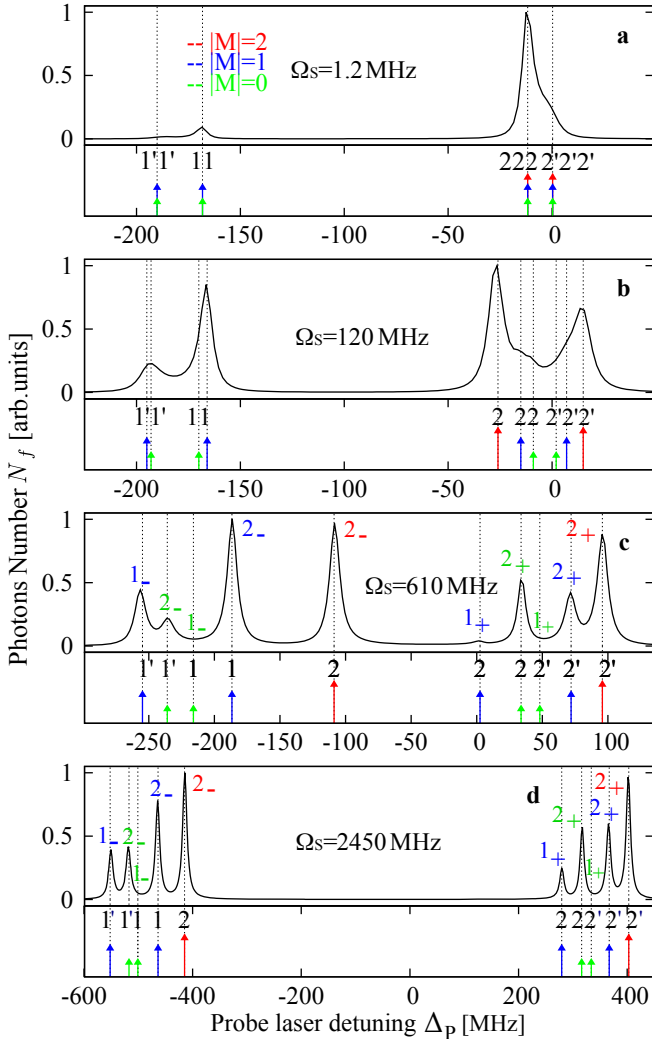 1
a
|M|=2
|M|=1
Ωs=1.2 MHz
0.5
|M|=0
0
1'1' 11 222 2'2'2'
-200 -150 -100 -50 0
1
b
0.5
Ωs=120 MHz
0
1'1' 11 2 22 2'2' 2'
-200 -150 -100 -50 0
1
2- 2- 2+ c
1- 2+ 2+
0.5
2- Ωs=610 MHz
1- 1+ 1+
0
1' 1' 1 1 2 2 2 2' 2' 2'
-250 -200 -150 -100 -50 0 50 100
1
2- 2- d 2+
2+ 2+
0.5
1- 2- Ωs=2450 MHz
1- 1+ 1+
0
1' 1'1 1 2 2 22' 2' 2'
-600 -400 -200 0 200 400
Probe laser detuning ΔP [MHz]
Photons Number Nf [arb.units]